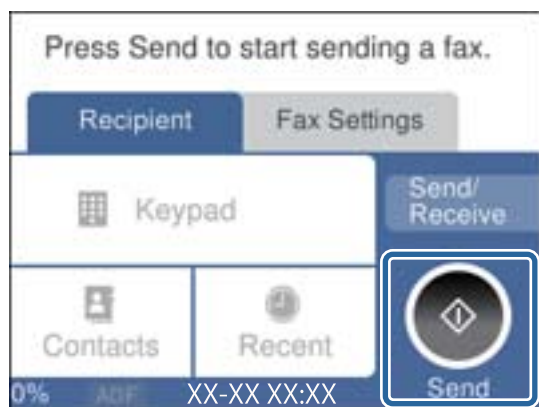 Press Send to start sending a fax.
Recipient
Fax Settings
Keypad
Send/
Receive
Contacts
Recent
0%
ADF
XX-XX XX:XX
Send